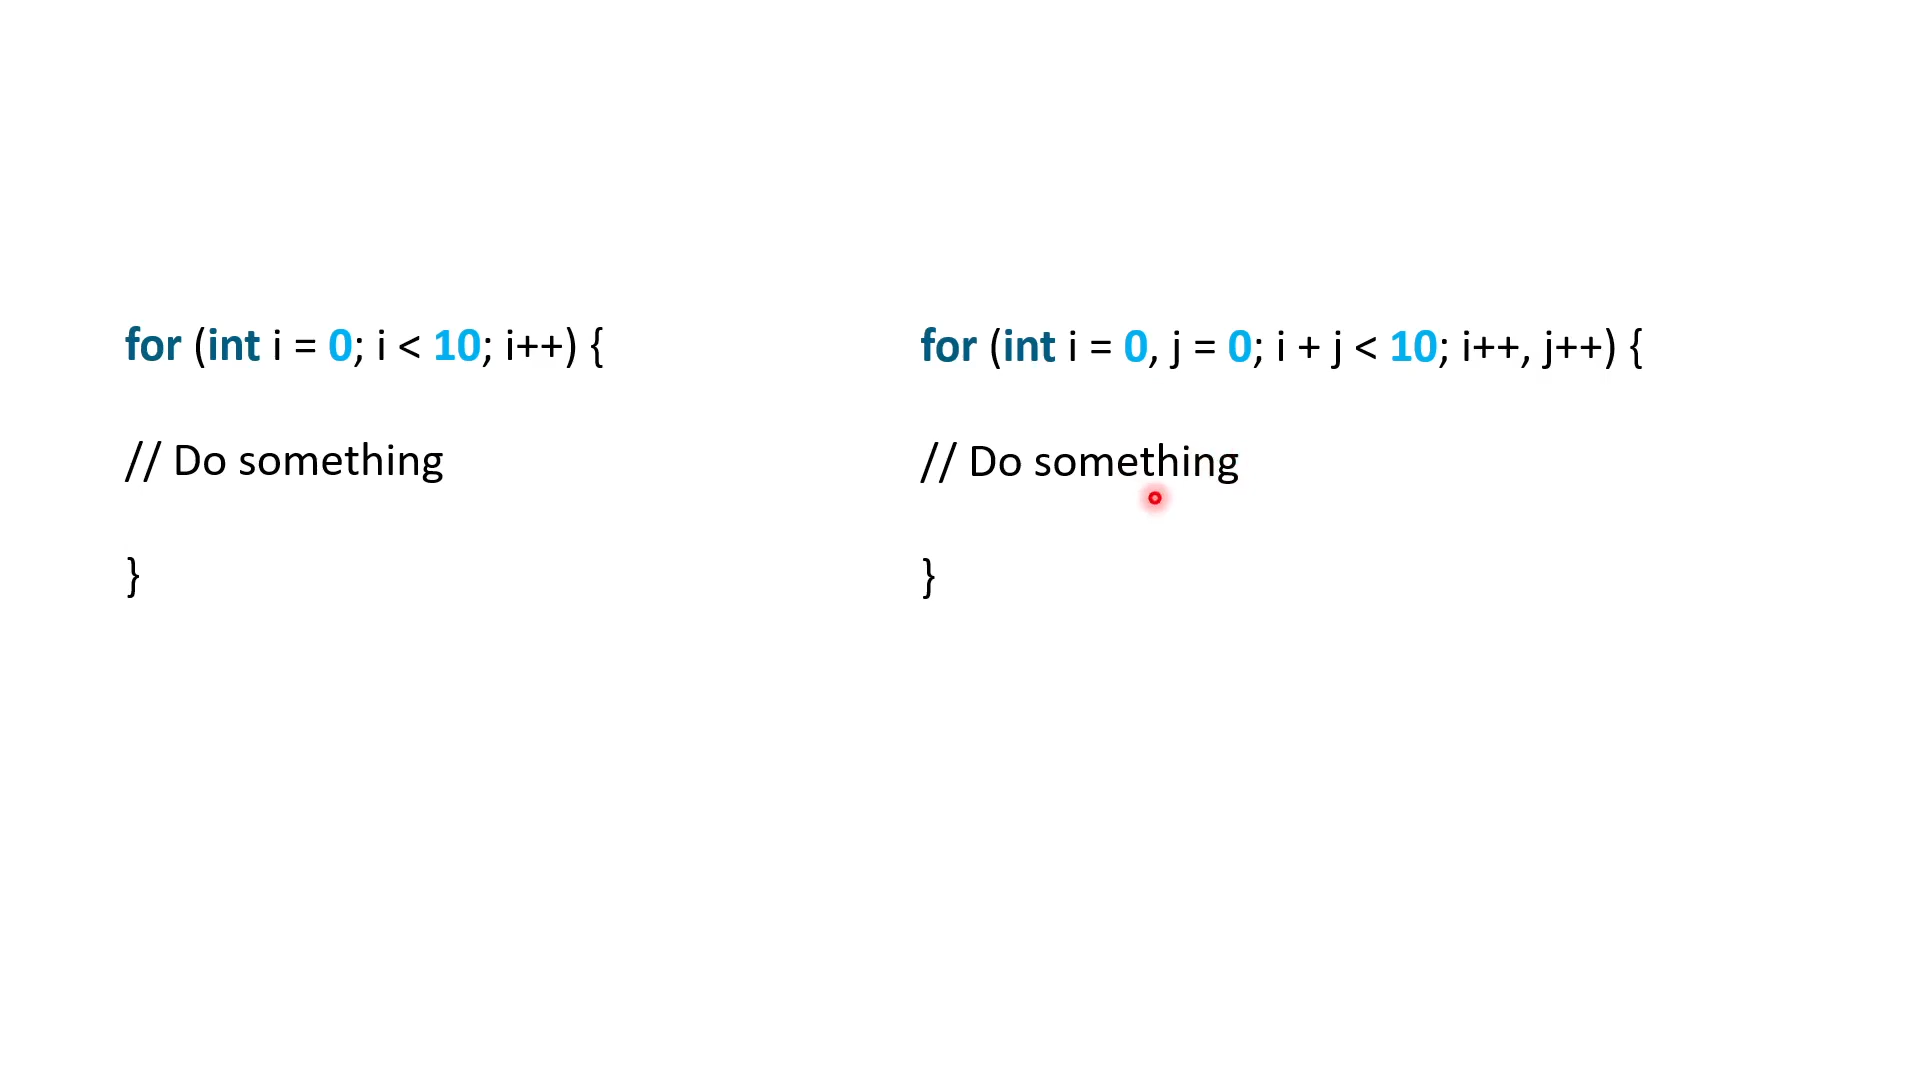 for (int i = 0; i < 10; i++) {
// Do something
}
for (int i = 0, j = 0; i + j < 10; i++, j++) {
// Do something
}